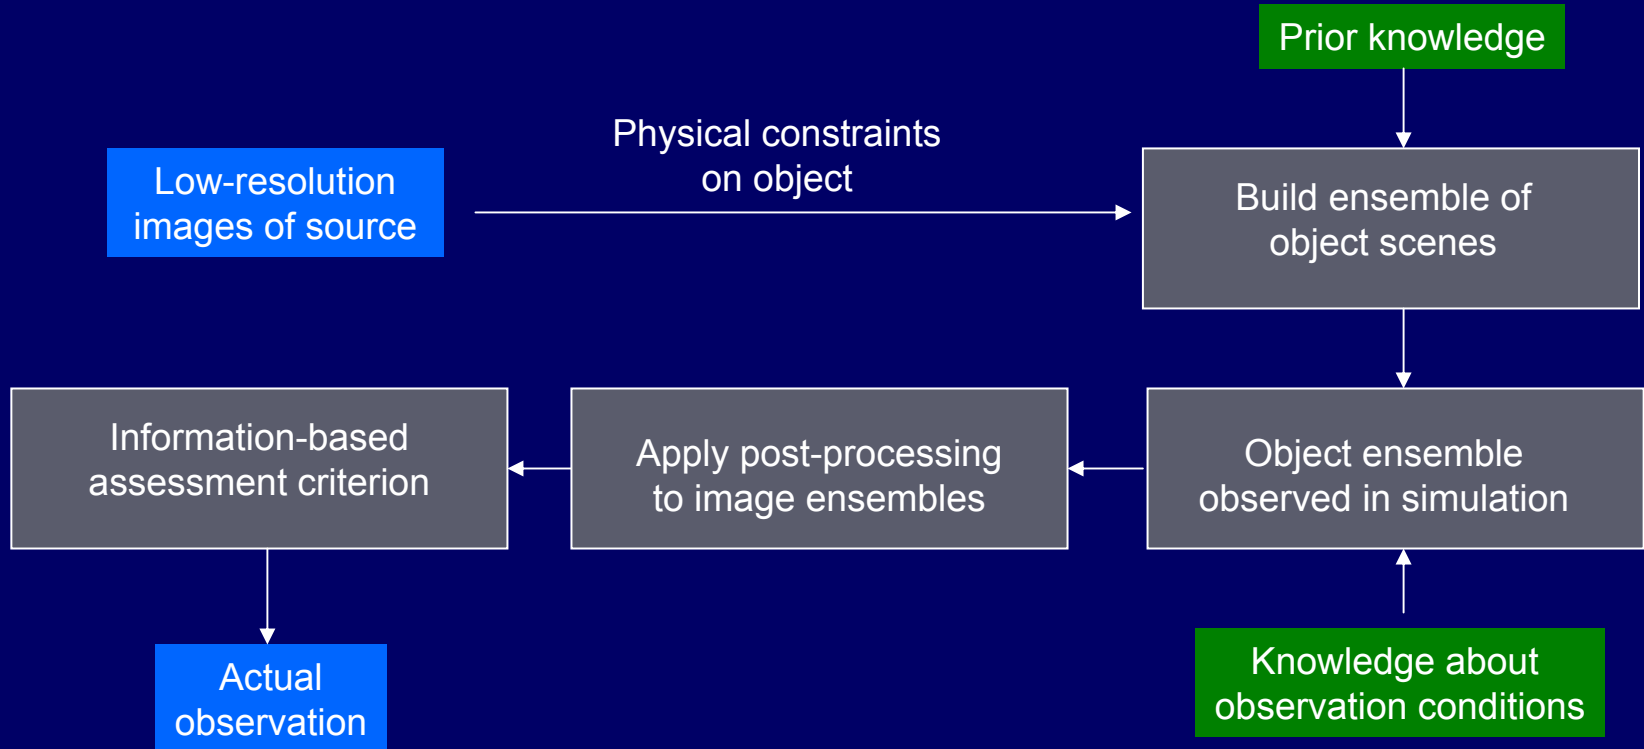 Prior knowledge
Physical constraints
on object
Low-resolution
images of source
Build ensemble of
object scenes
Information-based
assessment criterion
Apply post-processing
to image ensembles
Object ensemble
observed in simulation
Actual
observation
Knowledge about
observation conditions